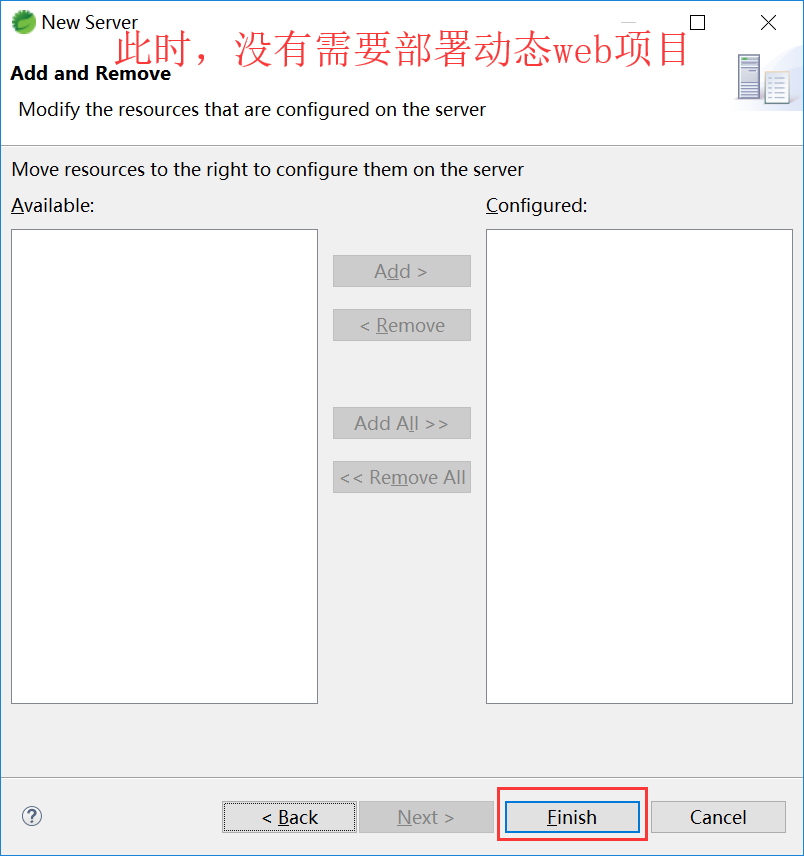 New Server
此时，没有需要部署动态web项目
Add and Remove
Modify the resources that are configured on the server
Move resources to the right to configure them on the server
Available:
Configured:
Add >
< Remove
Add All >>
<< Remove All
?
< Back
Next >
Finish
Cancel